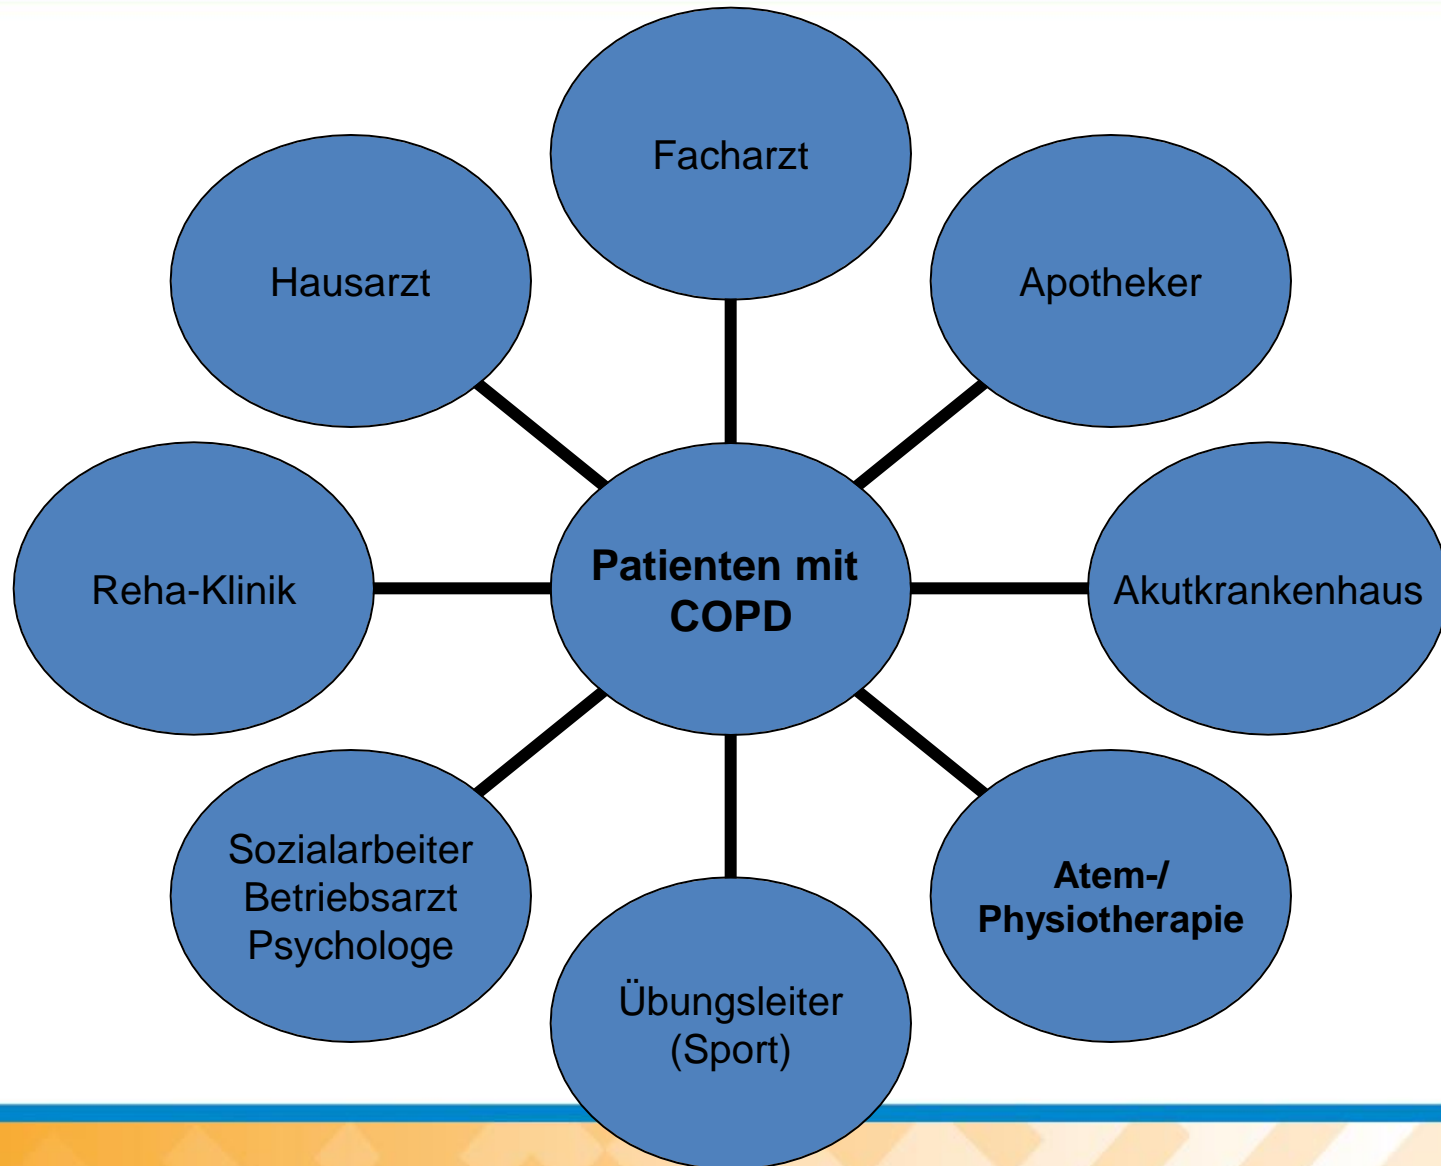 Facharzt
Hausarzt
Apotheker
Patienten mit
COPD
Reha-Klinik
Akutkrankenhaus
Sozialarbeiter
Betriebsarzt
Psychologe
Atem-/
Physiotherapie
Übungsleiter
(Sport)